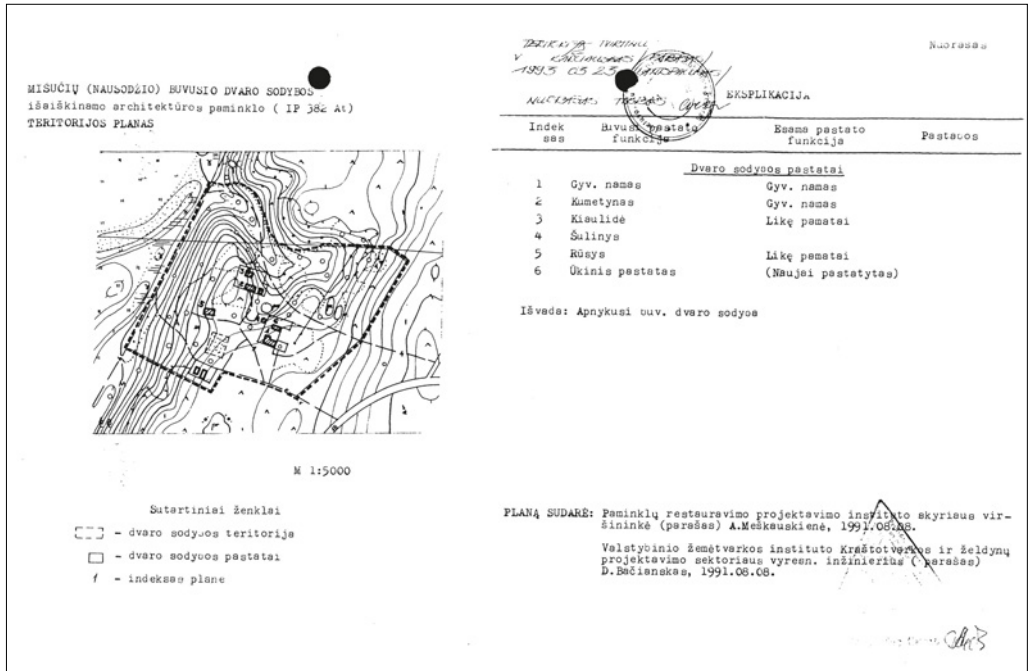 MIŠUČIŲ (NAUSODŽIO) BUVUSIO DVARO SODYBOS
išaiškinamo architektūros paminklo ( IP 382 At)
TERITORIJOS PLANAS
M 1:5000
Sutartiniai ženklai
- dvaro sodybos teritorija
- dvaro sodybos pastatai
1 - indeksas plane
Nuorašas
1993 03 23
NUORAŠAS TIKRAS
EKSPLIKACIJA
Indek Buvusi pastato Esama pastato Pastabos
sas funkcija funkcija
Dvaro sodybos pastatai
1 Gyv. namas Gyv. namas
2 Kumetynas Gyv. namas
3 Kiaulidė Likę pamatai
4 Šulinys
5 Rūsys Likę pamatai
6 Ūkinis pastatas (Naujai pastatytas)
Išvada: Apnykusi buv. dvaro sodyba
PLANĄ SUDARĖ: Paminklų restauravimo projektavimo instituto skyriaus vir-
šininkė (parašas) A.Meškauskienė, 1991.08.08.
Valstybinio žemėtvarkos instituto Kraštotvarkos ir želdynų
projektavimo sektoriaus vyresn. inžinierius ( parašas)
D.Bačianskas, 1991.08.08.